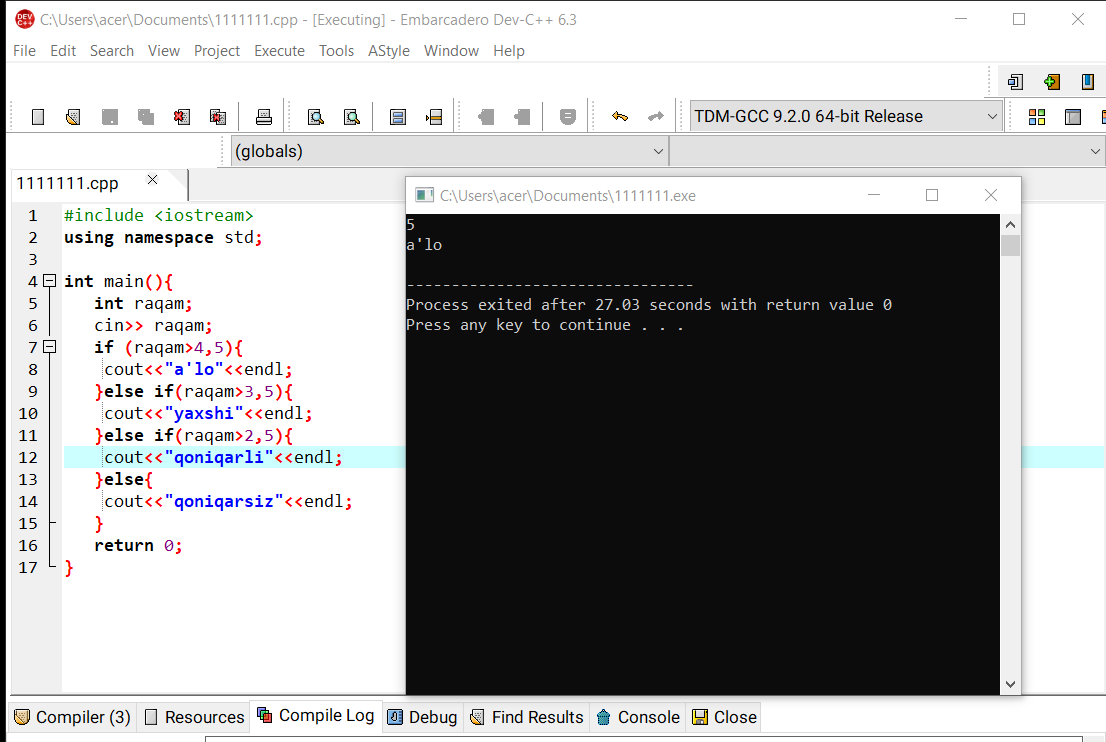 C:\Users\acer\Documents\1111111.cpp - [Executing] - Embarcadero Dev-C++ 6.3
File Edit Search View Project Execute Tools AStyle Window Help
TDM-GCC 9.2.0 64-bit Release
(globals)
1111111.cpp
1 #include <iostream>
2 using namespace std;
3
4 int main(){
5 int raqam;
6 cin>> raqam;
7 if (raqam>4,5){
8 cout<<"a'lo"<<endl;
9 }else if(raqam>3,5){
10 cout<<"yaxshi"<<endl;
11 }else if(raqam>2,5){
12 cout<<"qoniqarli"<<endl;
13 }else{
14 cout<<"qoniqarsiz"<<endl;
15 }
16 return 0;
17 }
C:\Users\acer\Documents\1111111.exe
5
a'lo
--------------------------------
Process exited after 27.03 seconds with return value 0
Press any key to continue . . .
Compiler (3) Resources Compile Log Debug Find Results Console Close